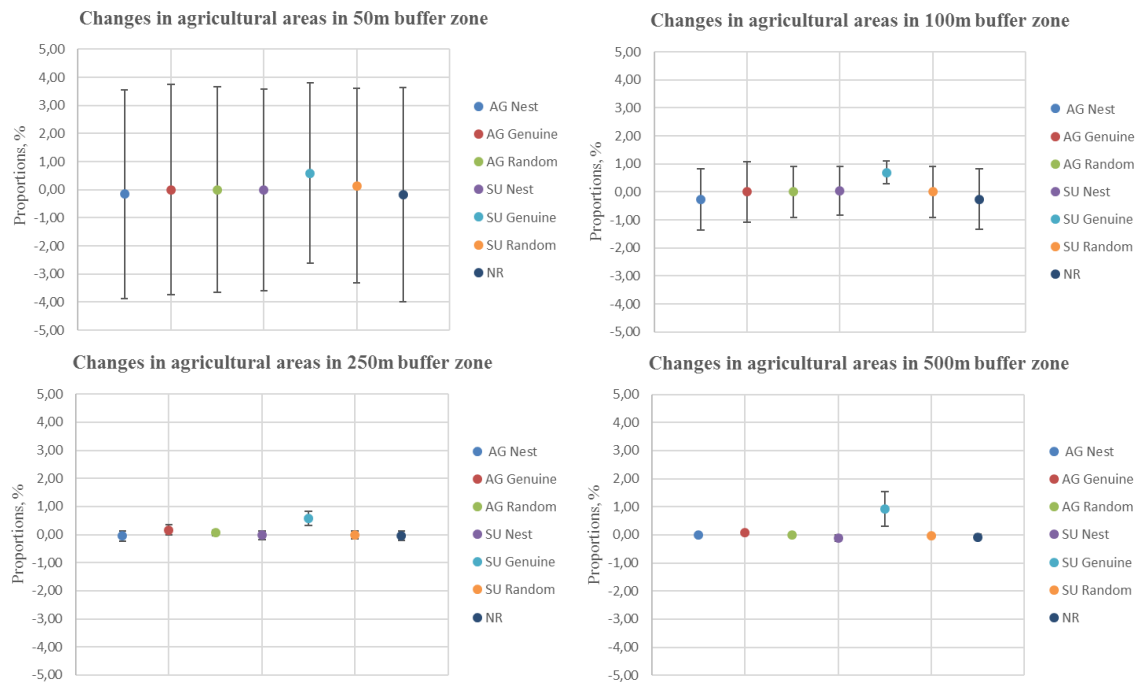 Changes in agricultural areas in 50m buffer zone
Proportions, %
5,00
4,00
3,00
2,00
1,00
0,00
-1,00
-2,00
-3,00
-4,00
-5,00
AG Nest
AG Genuine
AG Random
SU Nest
SU Genuine
SU Random
NR
Changes in agricultural areas in 100m buffer zone
Proportions, %
5,00
4,00
3,00
2,00
1,00
0,00
-1,00
-2,00
-3,00
-4,00
-5,00
AG Nest
AG Genuine
AG Random
SU Nest
SU Genuine
SU Random
NR
Changes in agricultural areas in 250m buffer zone
Proportions, %
5,00
4,00
3,00
2,00
1,00
0,00
-1,00
-2,00
-3,00
-4,00
-5,00
AG Nest
AG Genuine
AG Random
SU Nest
SU Genuine
SU Random
NR
Changes in agricultural areas in 500m buffer zone
Proportions, %
5,00
4,00
3,00
2,00
1,00
0,00
-1,00
-2,00
-3,00
-4,00
-5,00
AG Nest
AG Genuine
AG Random
SU Nest
SU Genuine
SU Random
NR